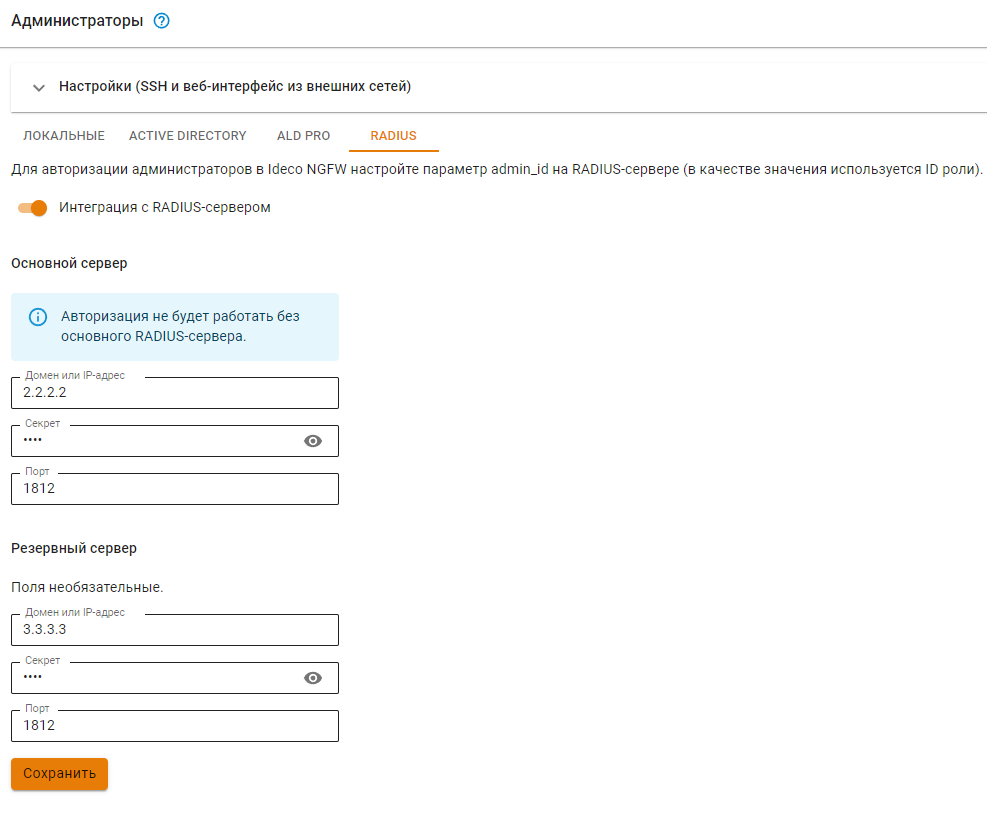 Администраторы
Настройки (SSH и веб-интерфейс из внешних сетей)
ЛОКАЛЬНЫЕ ACTIVE DIRECTORY ALD PRO RADIUS
Для авторизации администраторов в Ideco NGFW настройте параметр admin_id на RADIUS-сервере (в качестве значения используется ID роли).
Интеграция с RADIUS-сервером
Основной сервер
Авторизация не будет работать без
основного RADIUS-сервера.
Домен или IP-адрес
2.2.2.2
Секрет
••••
Порт
1812
Резервный сервер
Поля необязательные.
Домен или IP-адрес
3.3.3.3
Секрет
••••
Порт
1812
Сохранить